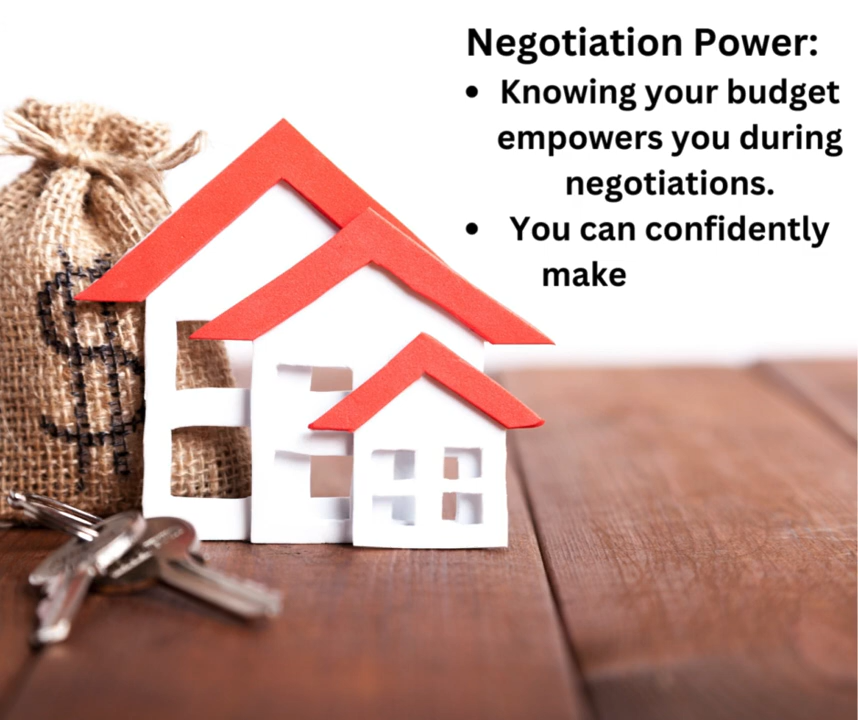 Negotiation Power:
• Knowing your budget
empowers you during
negotiations.
• You can confidently
make
$